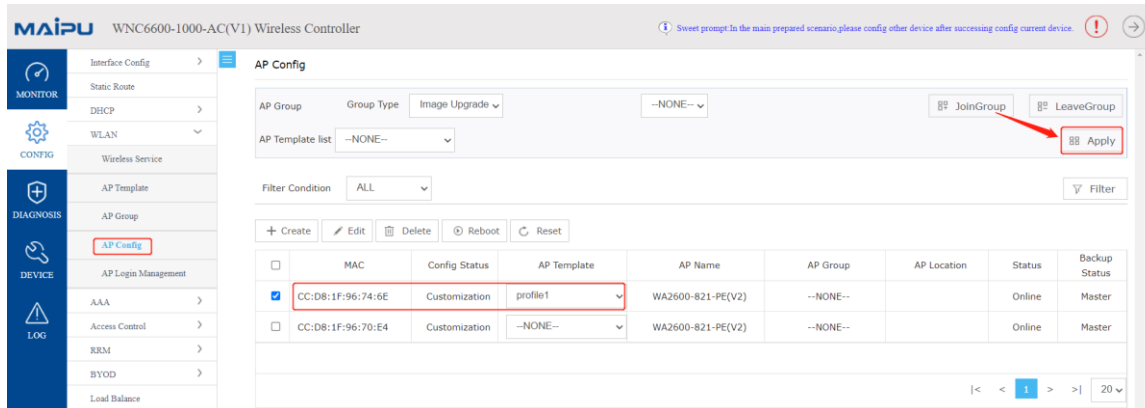 MAIPU WNC6600-1000-AC(V1) Wireless Controller
Sweet prompt:In the main prepared scenario,please config other device after successing config current device.
MONITOR
CONFIG
DIAGNOSIS
DEVICE
LOG
Interface Config
Static Route
DHCP
WLAN
Wireless Service
AP Template
AP Group
AP Config
AP Login Management
AAA
Access Control
RRM
BYOD
Load Balance
AP Config
AP Group Group Type Image Upgrade --NONE-- JoinGroup LeaveGroup
AP Template list --NONE-- Apply
Filter Condition ALL Filter
Create Edit Delete Reboot Reset
MAC Config Status AP Template AP Name AP Group AP Location Status Backup Status
CC:D8:1F:96:74:6E Customization profile1 WA2600-821-PE(V2) --NONE-- Online Master
CC:D8:1F:96:70:E4 Customization --NONE-- WA2600-821-PE(V2) --NONE-- Online Master
|< < 1 > >| 20